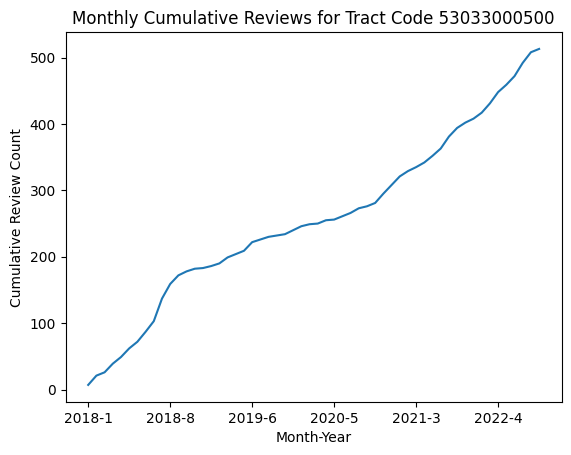 Monthly Cumulative Reviews for Tract Code 53033000500
Cumulative Review Count
500
400
300
200
100
0
2018-1 2018-8 2019-6 2020-5 2021-3 2022-4
Month-Year